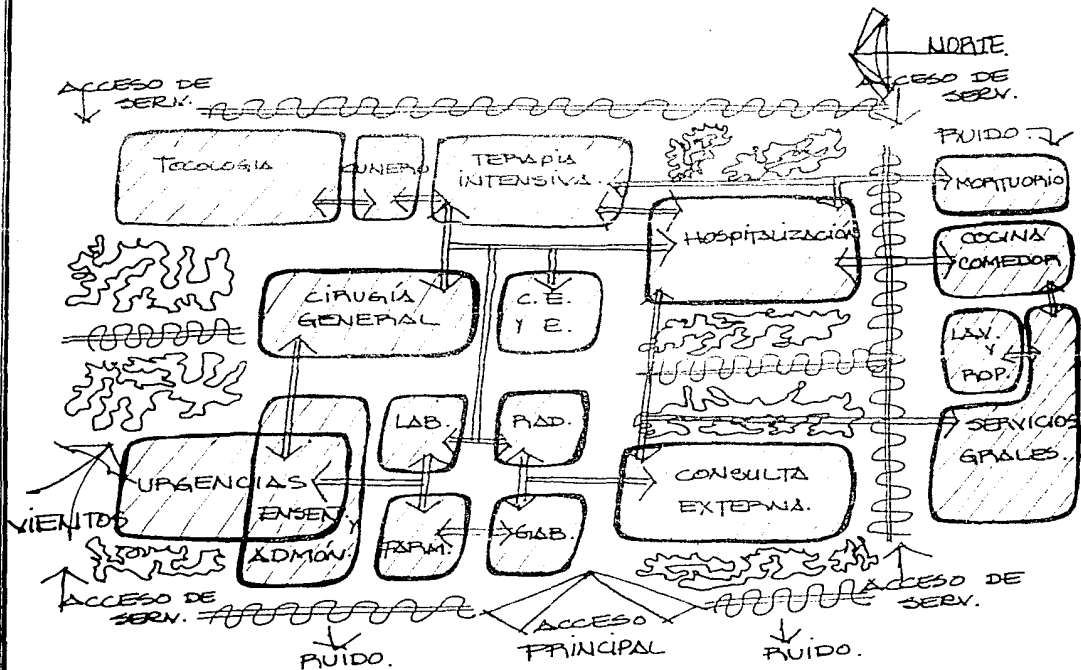 NORTE.
ACCESO DE
SERV.
ACCESO DE
SERV.
RUIDO.
TOCOLOGIA
CUNERO
TERAPIA
INTENSIVA.
MORTUORIO
HOSPITALIZACIÓN
COCINA
COMEDOR
CIRUGÍA
GENERAL
C. E.
Y E.
LAV.
Y
ROP.
LAB.
RAD.
SERVICIOS
GRALES.
URGENCIAS
CONSULTA
EXTERNA.
VIENTOS
ENSEÑ. Y
ADMÓN.
FARM.
GAB.
ACCESO DE
SERV.
ACCESO
PRINCIPAL
ACCESO DE
SERV.
RUIDO.
RUIDO.